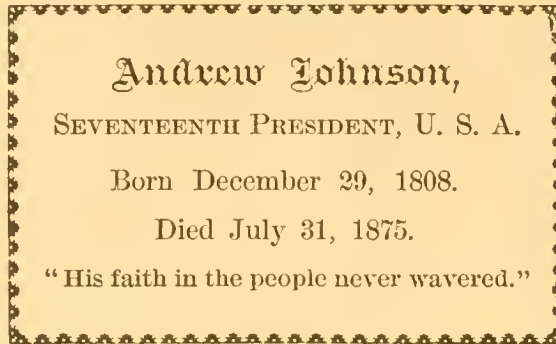 Andrew Johnson,
Seventeenth President, U. S. A.
Born December 29, 1808.
Died July 31, 1875.
“His faith in the people never wavered.”